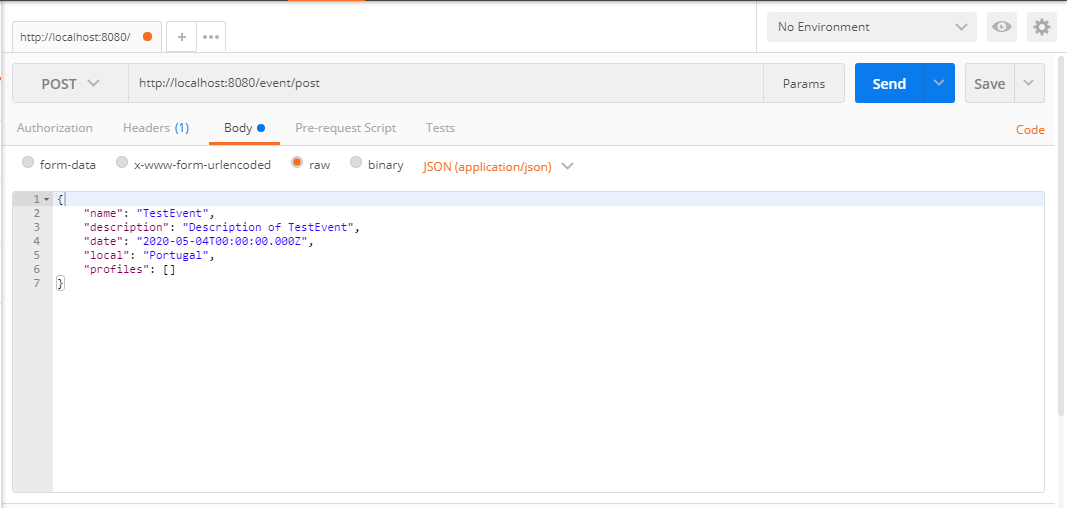 http://localhost:8080/
No Environment
POST http://localhost:8080/event/post Params Send Save
Authorization Headers (1) Body Pre-request Script Tests Code
form-data x-www-form-urlencoded raw binary JSON (application/json)
1 {
2 "name": "TestEvent",
3 "description": "Description of TestEvent",
4 "date": "2020-05-04T00:00:00.000Z",
5 "local": "Portugal",
6 "profiles": []
7 }